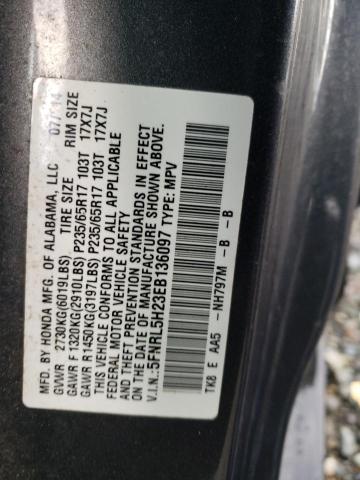 MFD. BY HONDA MFG. OF ALABAMA, LLC 07/14
GVWR 2730KG(6019LBS) TIRE SIZE RIM SIZE
GAWR F 1320KG(2910LBS) P235/65R17 103T 17X7J
GAWR R 1450KG(3197LBS) P235/65R17 103T 17X7J
THIS VEHICLE CONFORMS TO ALL APPLICABLE
FEDERAL MOTOR VEHICLE SAFETY
AND THEFT PREVENTION STANDARDS IN EFFECT
ON THE DATE OF MANUFACTURE SHOWN ABOVE.
V.I.N.:5FNRL5H23EB136097 TYPE: MPV
TK8 E AA5 - NH797M - B - B